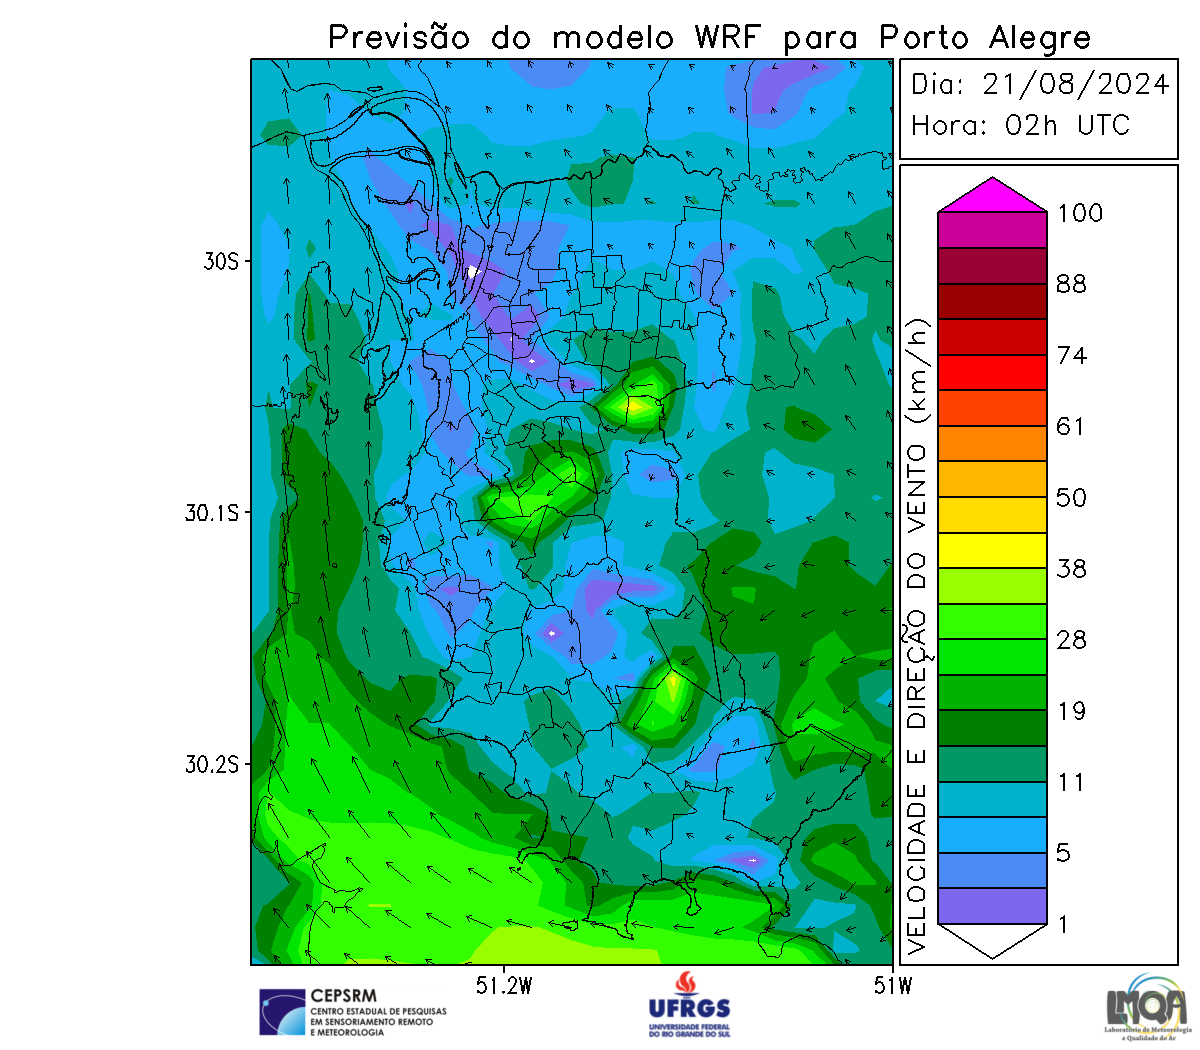 Previsão do modelo WRF para Porto Alegre
Dia: 21/08/2024
Hora: 02h UTC
30S
30.1S
30.2S
51.2W
51W
VELOCIDADE E DIREÇÃO DO VENTO (km/h)
100
88
74
61
50
38
28
19
11
5
1
CEPSRM
CENTRO ESTADUAL DE PESQUISAS
EM SENSORIAMENTO REMOTO
E METEOROLOGIA
UFRGS
UNIVERSIDADE FEDERAL
DO RIO GRANDE DO SUL
LMQA
Laboratório de Meteorologia
e Qualidade do Ar